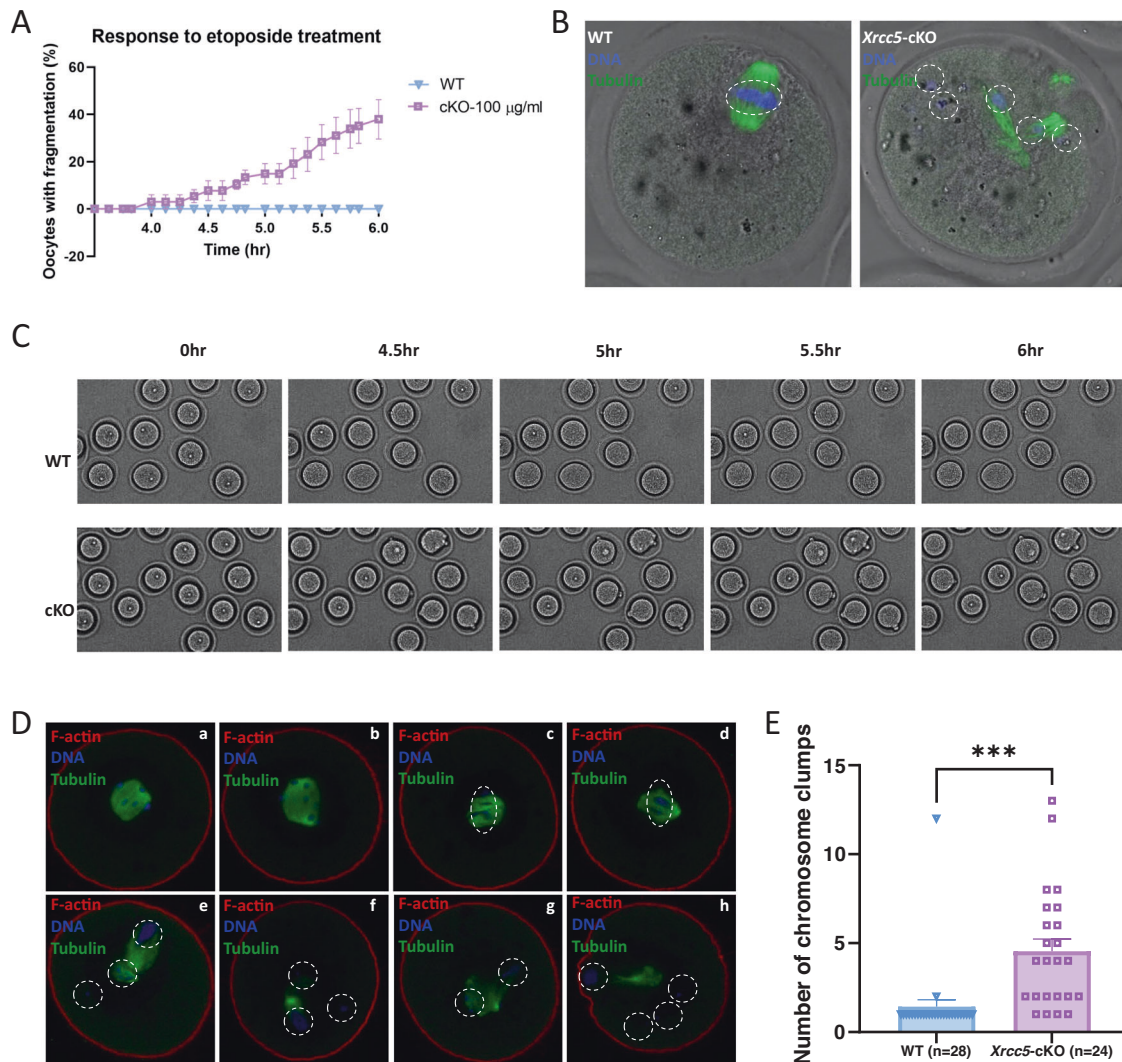 A
Response to etoposide treatment
Oocytes with fragmentation (%)
60
40
20
0
-20
4.0
4.5
5.0
5.5
6.0
Time (hr)
WT
cKO-100 μg/ml
B
WT
DNA
Tubulin
Xrcc5-cKO
DNA
Tubulin
C
0hr
4.5hr
5hr
5.5hr
6hr
WT
cKO
D
F-actin
DNA
Tubulin
a
F-actin
DNA
Tubulin
b
F-actin
DNA
Tubulin
c
F-actin
DNA
Tubulin
d
F-actin
DNA
Tubulin
e
F-actin
DNA
Tubulin
f
F-actin
DNA
Tubulin
g
F-actin
DNA
Tubulin
h
E
Number of chromosome clumps
15
10
5
0
***
WT (n=28)
Xrcc5-cKO (n=24)